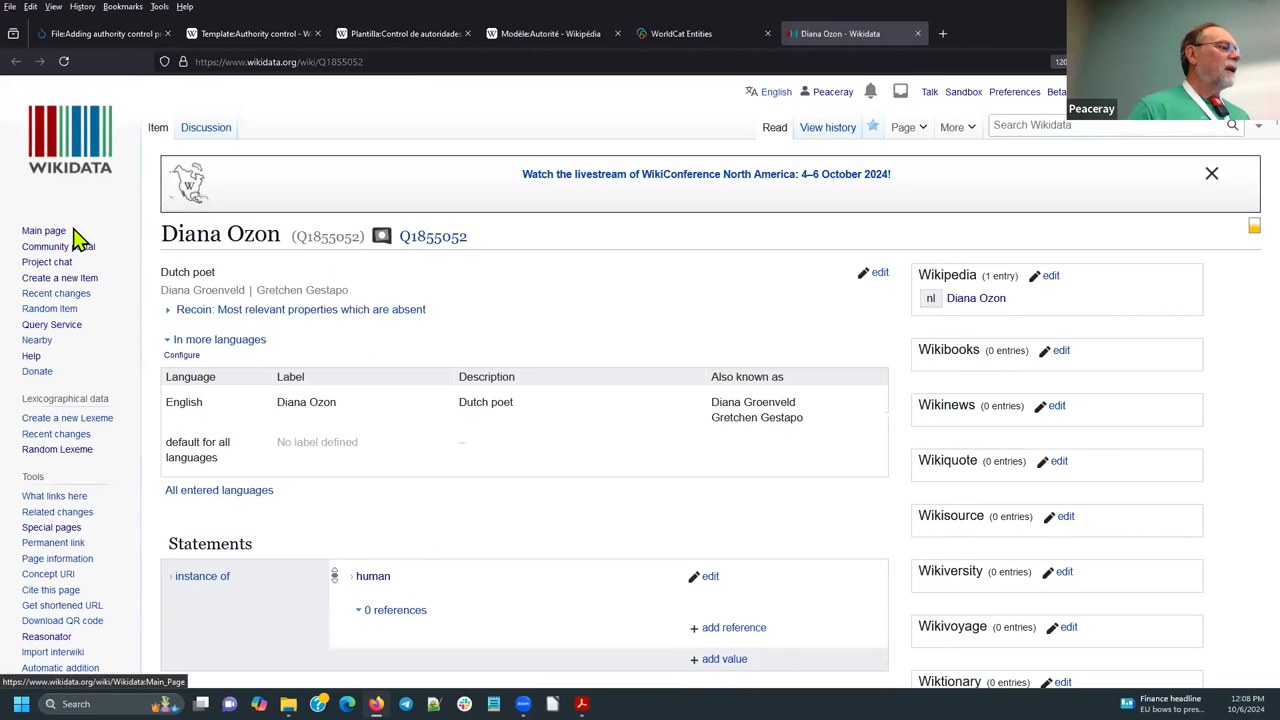 File Edit View History Bookmarks Tools Help
File:Adding authority control pr
Template:Authority control - W
Plantilla:Control de autoridades
Modèle:Autorité - Wikipédia
WorldCat Entities
Diana Ozon - Wikidata
https://www.wikidata.org/wiki/Q1855052
120
English Peaceray Talk Sandbox Preferences Beta
Peaceray
WIKIDATA
Item Discussion Read View history Page More Search Wikidata
Watch the livestream of WikiConference North America: 4–6 October 2024!
Main page
Community
Project chat
Create a new Item
Recent changes
Random Item
Query Service
Nearby
Help
Donate
Lexicographical data
Create a new Lexeme
Recent changes
Random Lexeme
Tools
What links here
Related changes
Special pages
Permanent link
Page information
Concept URI
Cite this page
Get shortened URL
Download QR code
Reasonator
Import interwiki
Automatic addition
Diana Ozon (Q1855052) Q1855052
Dutch poet edit
Diana Groenveld | Gretchen Gestapo
Recoin: Most relevant properties which are absent
In more languages
Configure
Language Label Description Also known as
English Diana Ozon Dutch poet Diana Groenveld
Gretchen Gestapo
default for all No label defined –
languages
All entered languages
Statements
instance of human edit
0 references
+ add reference
+ add value
Wikipedia (1 entry) edit
nl Diana Ozon
Wikibooks (0 entries) edit
Wikinews (0 entries) edit
Wikiquote (0 entries) edit
Wikisource (0 entries) edit
Wikiversity (0 entries) edit
Wikivoyage (0 entries) edit
Wiktionary (0 entries) edit
https://www.wikidata.org/wiki/Wikidata:Main_Page
Search
Finance headline
EU bows to pres...
12:08 PM
10/6/2024